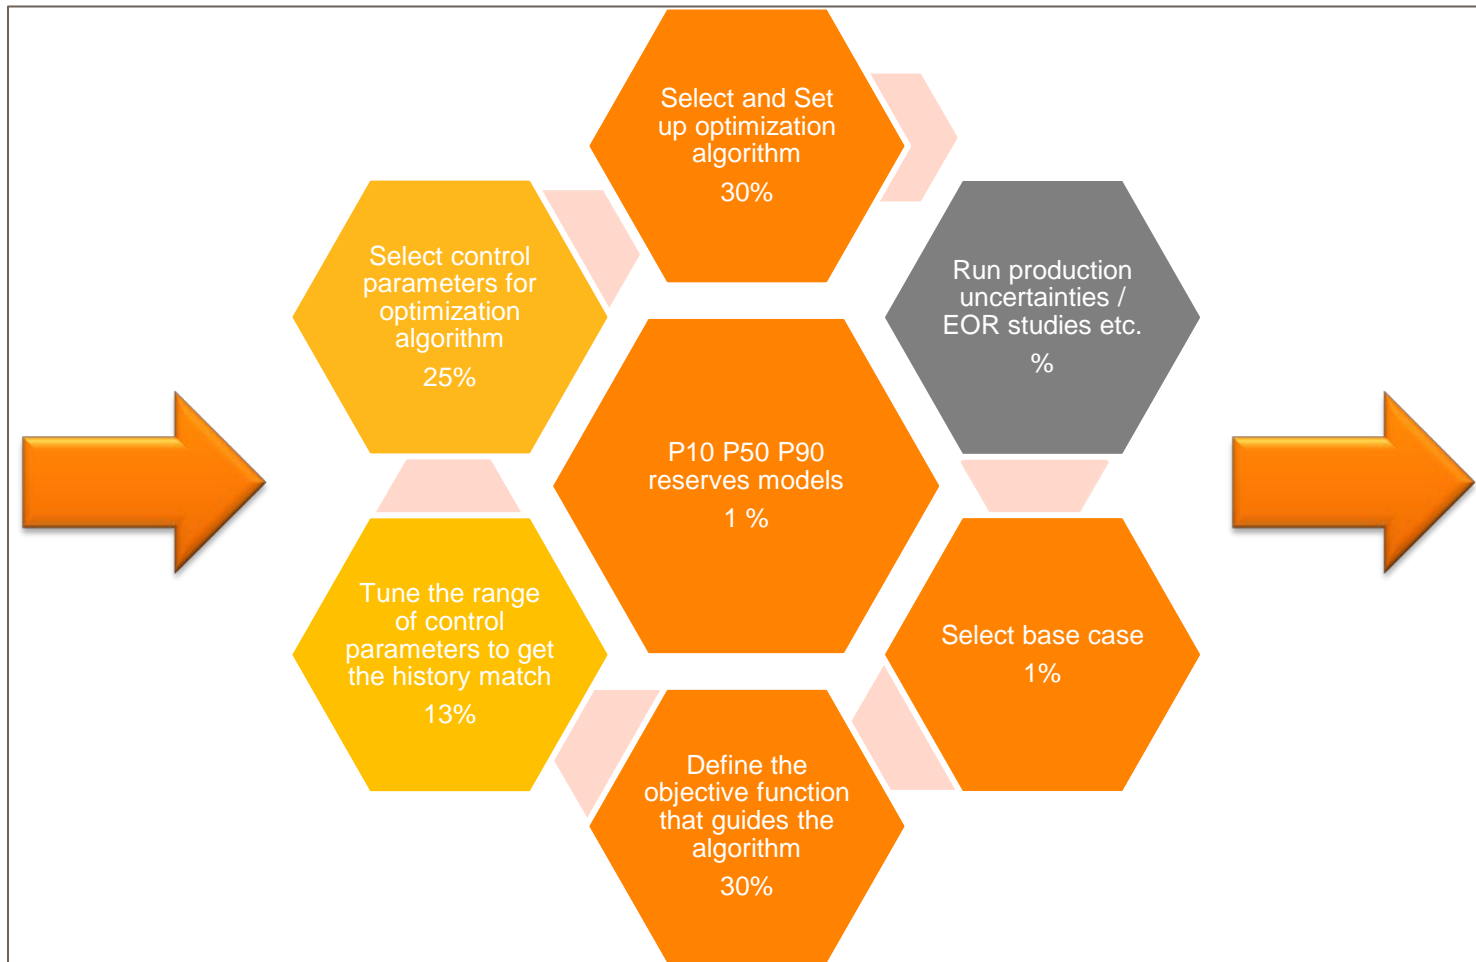 Select and Set
up optimization
algorithm
30%
Select control
parameters for
optimization
algorithm
25%
Run production
uncertainties /
EOR studies etc.
%
P10 P50 P90
reserves models
1 %
Tune the range
of control
parameters to get
the history match
13%
Select base case
1%
Define the
objective function
that guides the
algorithm
30%